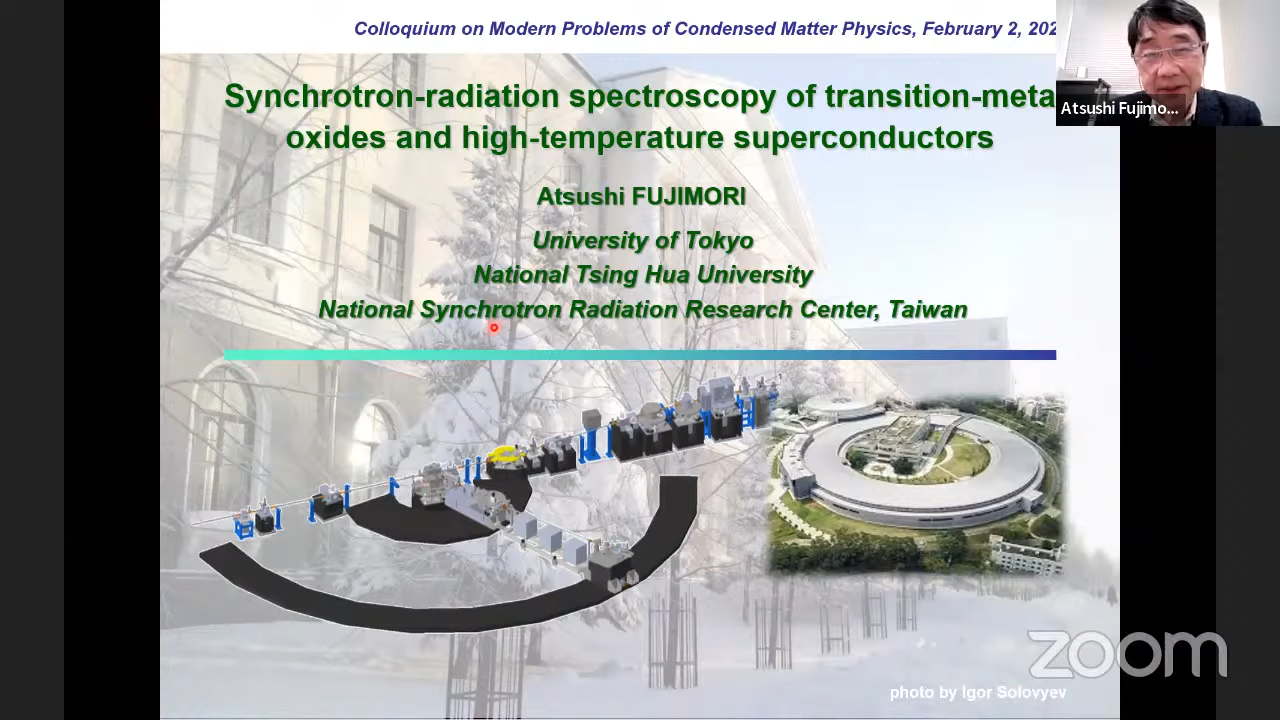 Colloquium on Modern Problems of Condensed Matter Physics, February 2, 202
Synchrotron-radiation spectroscopy of transition-meta
oxides and high-temperature superconductors
Atsushi Fujimo...
Atsushi FUJIMORI
University of Tokyo
National Tsing Hua University
National Synchrotron Radiation Research Center, Taiwan
zoom
photo by Igor Solovyev